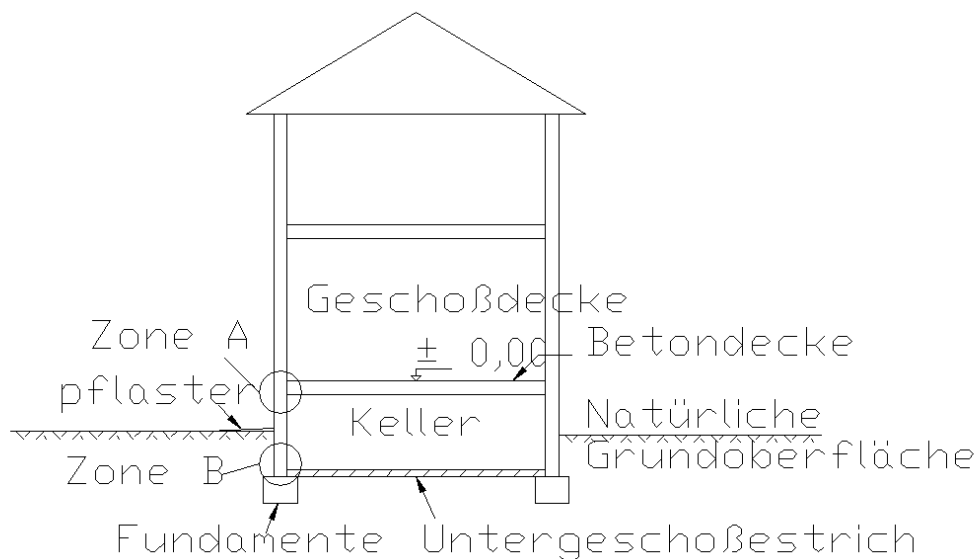 Geschoßdecke
Zone A
± 0,00
Betondecke
pflaster
Keller
Natürliche
Grundoberfläche
Zone B
Fundamente
Untergeschoßestrich